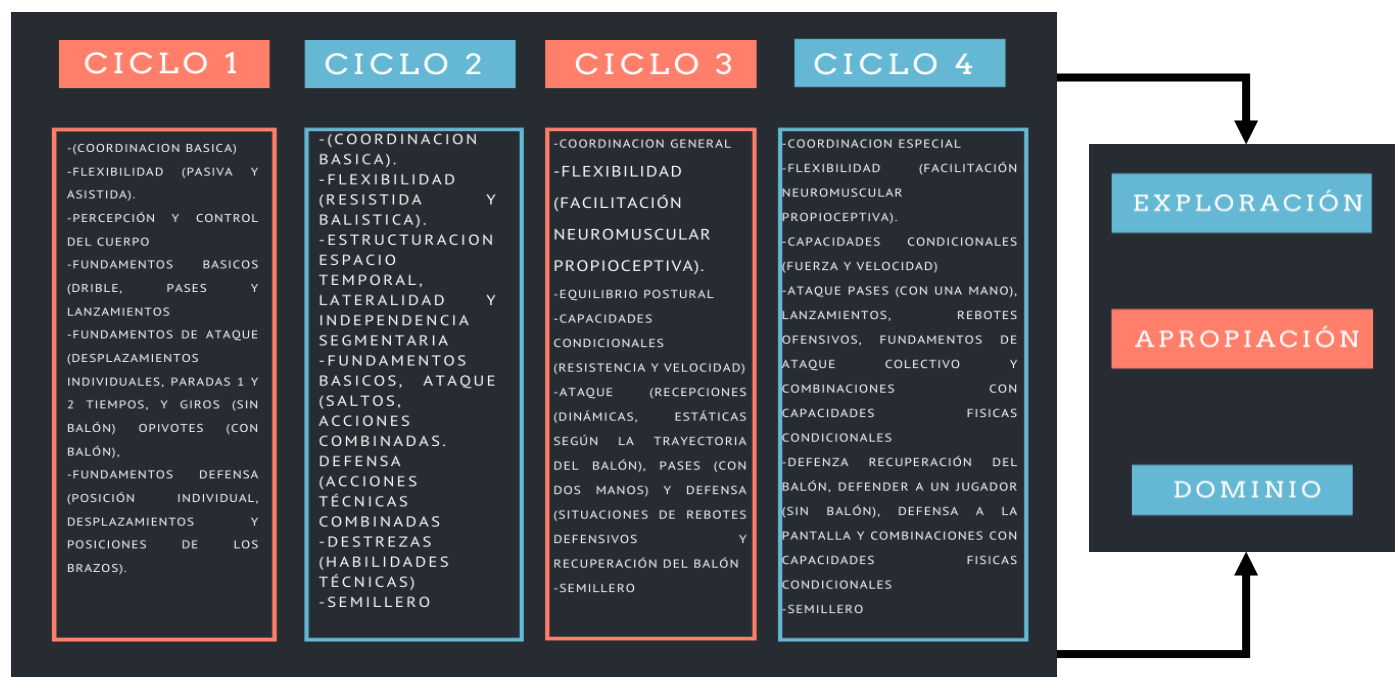 CICLO 1
-(COORDINACION BASICA)
-FLEXIBILIDAD (PASIVA Y
ASISTIDA).
-PERCEPCIÓN Y CONTROL
DEL CUERPO
-FUNDAMENTOS BASICOS
(DRIBLE, PASES Y
LANZAMIENTOS
-FUNDAMENTOS DE ATAQUE
(DESPLAZAMIENTOS
INDIVIDUALES, PARADAS 1 Y
2 TIEMPOS, Y GIROS (SIN
BALÓN) OPIVOTES (CON
BALÓN),
-FUNDAMENTOS DEFENSA
(POSICIÓN INDIVIDUAL,
DESPLAZAMIENTOS Y
POSICIONES DE LOS
BRAZOS).
CICLO 2
-(COORDINACION
BASICA).
-FLEXIBILIDAD
(RESISTIDA Y
BALISTICA).
-ESTRUCTURACION
ESPACIO
TEMPORAL,
LATERALIDAD Y
INDEPENDENCIA
SEGMENTARIA
-FUNDAMENTOS
BASICOS, ATAQUE
(SALTOS,
ACCIONES
COMBINADAS.
DEFENSA
(ACCIONES
TÉCNICAS
COMBINADAS
-DESTREZAS
(HABILIDADES
TÉCNICAS)
-SEMILLERO
CICLO 3
-COORDINACION GENERAL
-FLEXIBILIDAD
(FACILITACIÓN
NEUROMUSCULAR
PROPIOCEPTIVA).
-EQUILIBRIO POSTURAL
-CAPACIDADES
CONDICIONALES
(RESISTENCIA Y VELOCIDAD)
-ATAQUE (RECEPCIONES
(DINÁMICAS, ESTÁTICAS
SEGÚN LA TRAYECTORIA
DEL BALÓN), PASES (CON
DOS MANOS) Y DEFENSA
(SITUACIONES DE REBOTES
DEFENSIVOS Y
RECUPERACIÓN DEL BALÓN
-SEMILLERO
CICLO 4
-COORDINACION ESPECIAL
-FLEXIBILIDAD (FACILITACIÓN
NEUROMUSCULAR
PROPIOCEPTIVA).
-CAPACIDADES CONDICIONALES
(FUERZA Y VELOCIDAD)
-ATAQUE PASES (CON UNA MANO),
LANZAMIENTOS, REBOTES
OFENSIVOS, FUNDAMENTOS DE
ATAQUE COLECTIVO Y
COMBINACIONES CON
CAPACIDADES FISICAS
CONDICIONALES
-DEFENZA RECUPERACIÓN DEL
BALÓN, DEFENDER A UN JUGADOR
(SIN BALÓN), DEFENSA A LA
PANTALLA Y COMBINACIONES CON
CAPACIDADES FISICAS
CONDICIONALES
-SEMILLERO
EXPLORACIÓN
APROPIACIÓN
DOMINIO